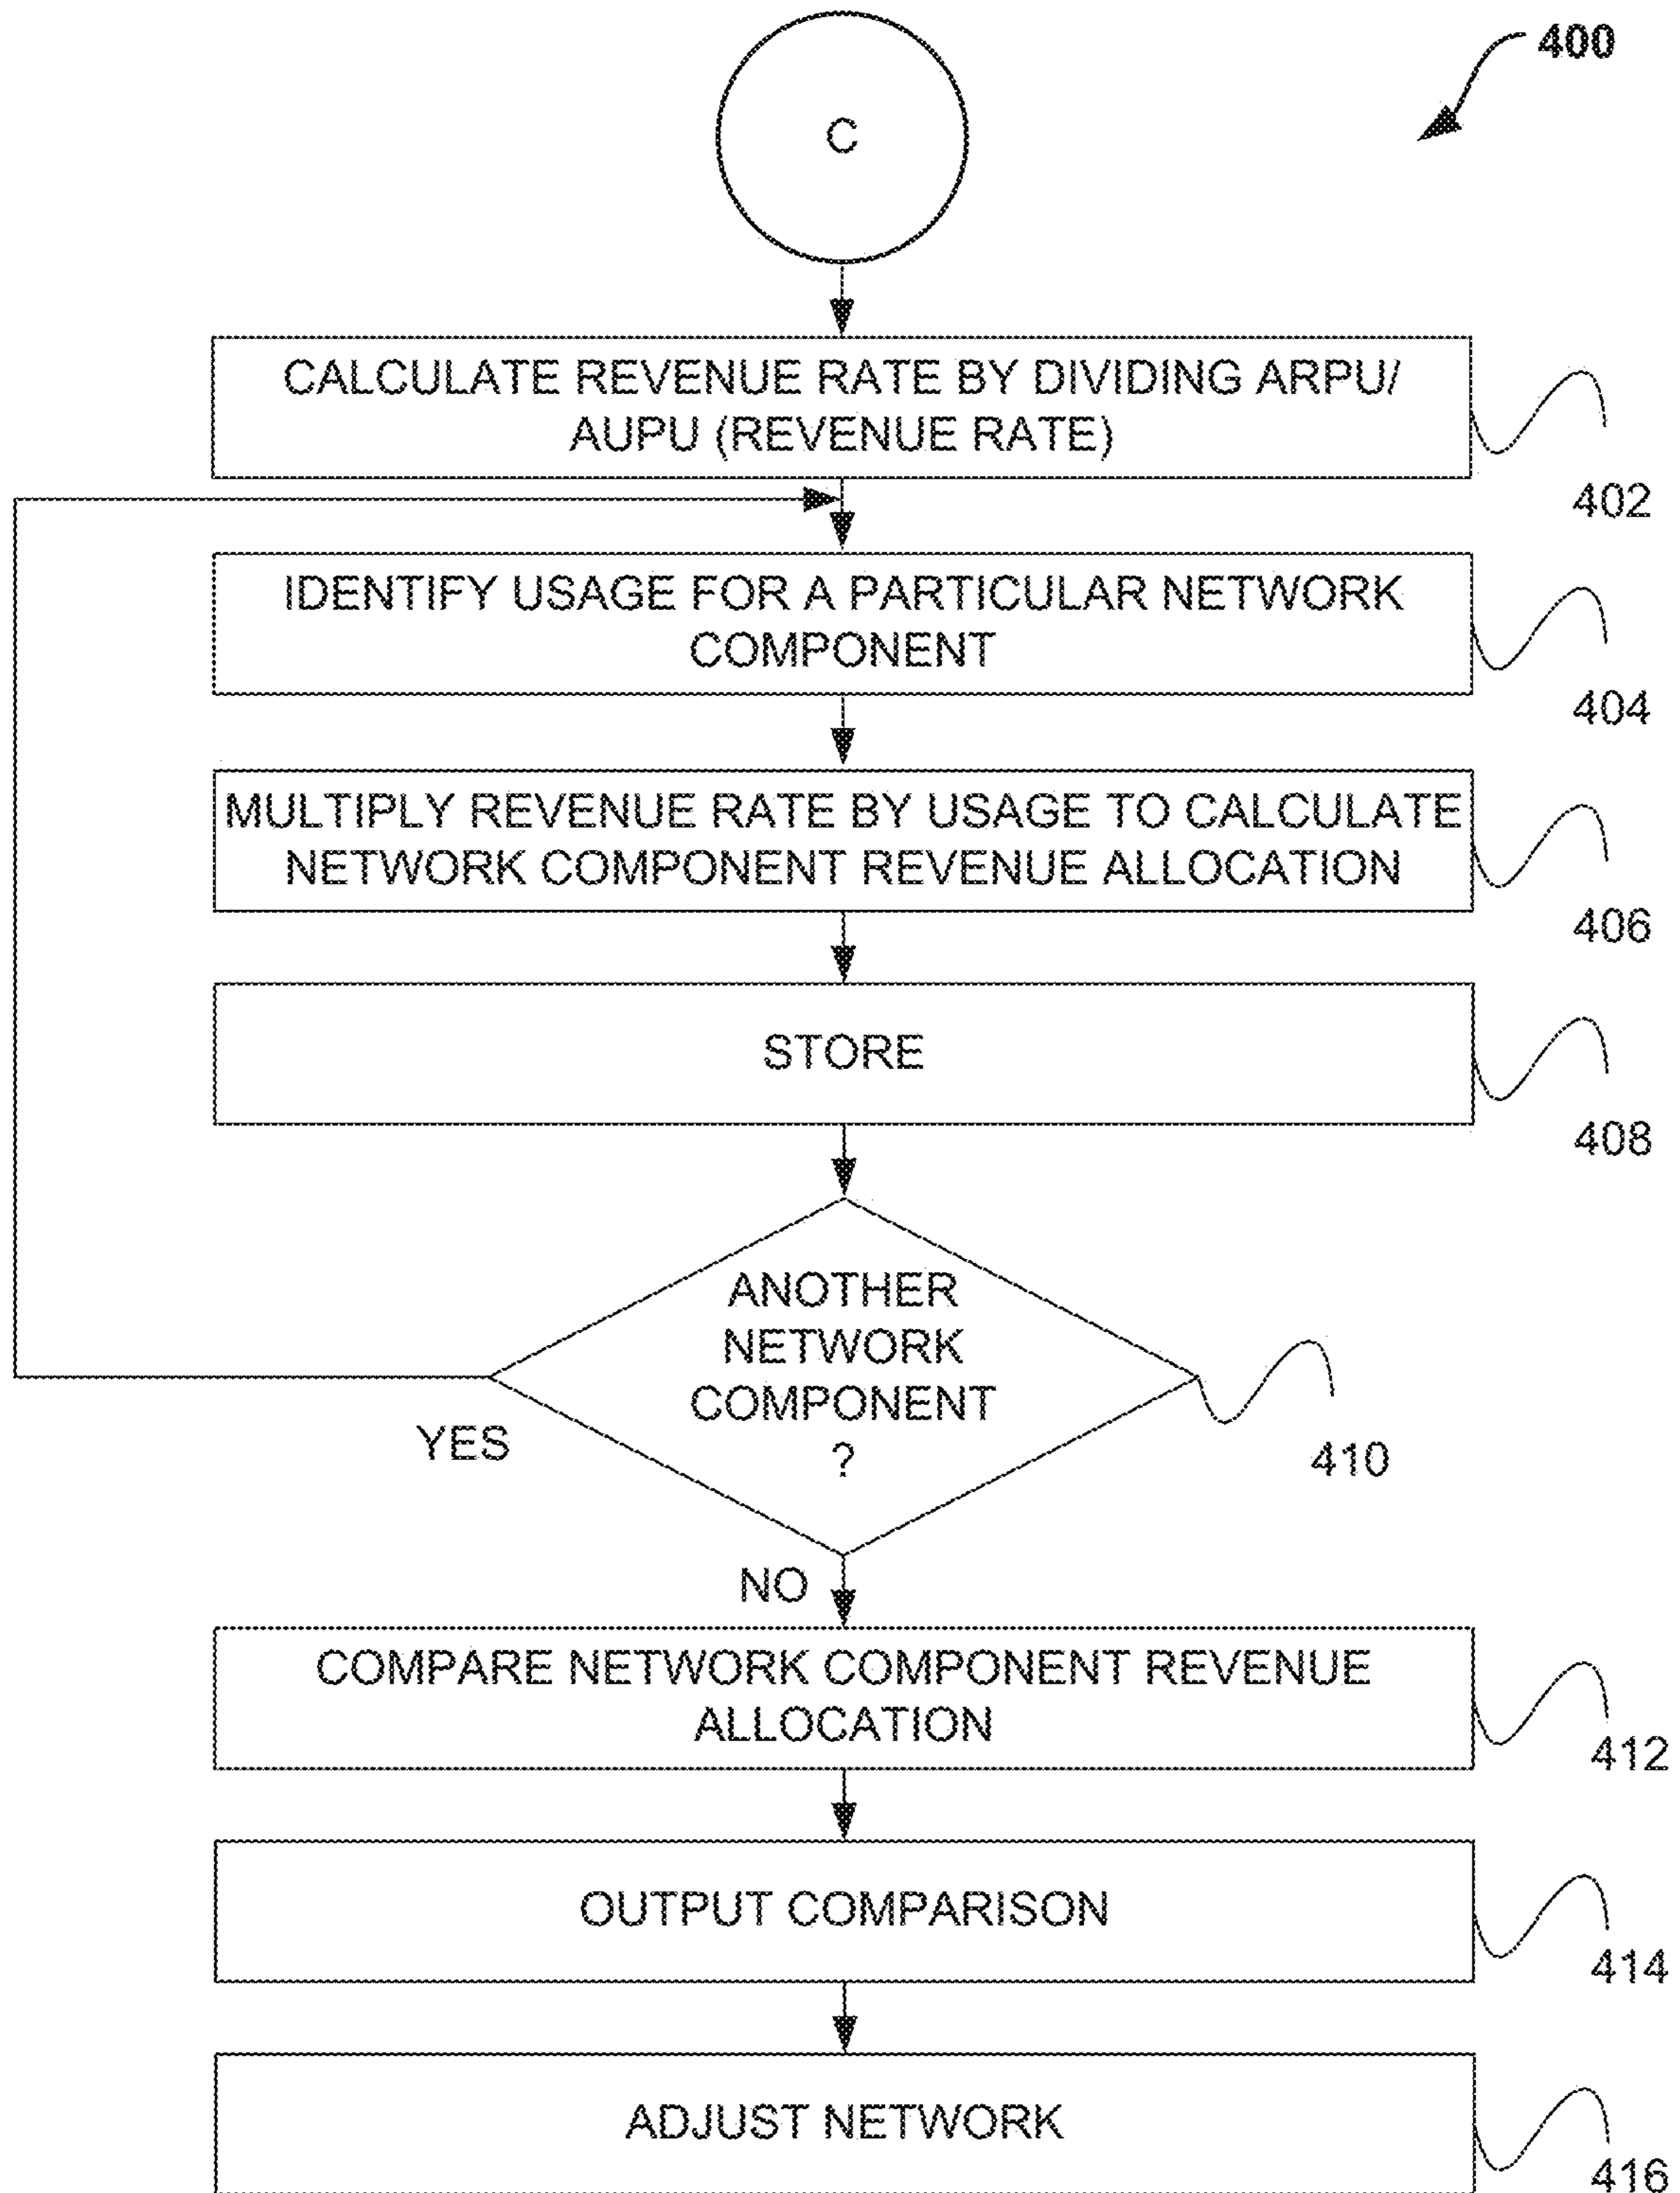 400
C
CALCULATE REVENUE RATE BY DIVIDING ARPU/
AUPU (REVENUE RATE)
402
IDENTIFY USAGE FOR A PARTICULAR NETWORK
COMPONENT
404
MULTIPLY REVENUE RATE BY USAGE TO CALCULATE
NETWORK COMPONENT REVENUE ALLOCATION
406
STORE
408
ANOTHER
NETWORK
COMPONENT
?
YES
410
NO
COMPARE NETWORK COMPONENT REVENUE
ALLOCATION
412
OUTPUT COMPARISON
414
ADJUST NETWORK
416